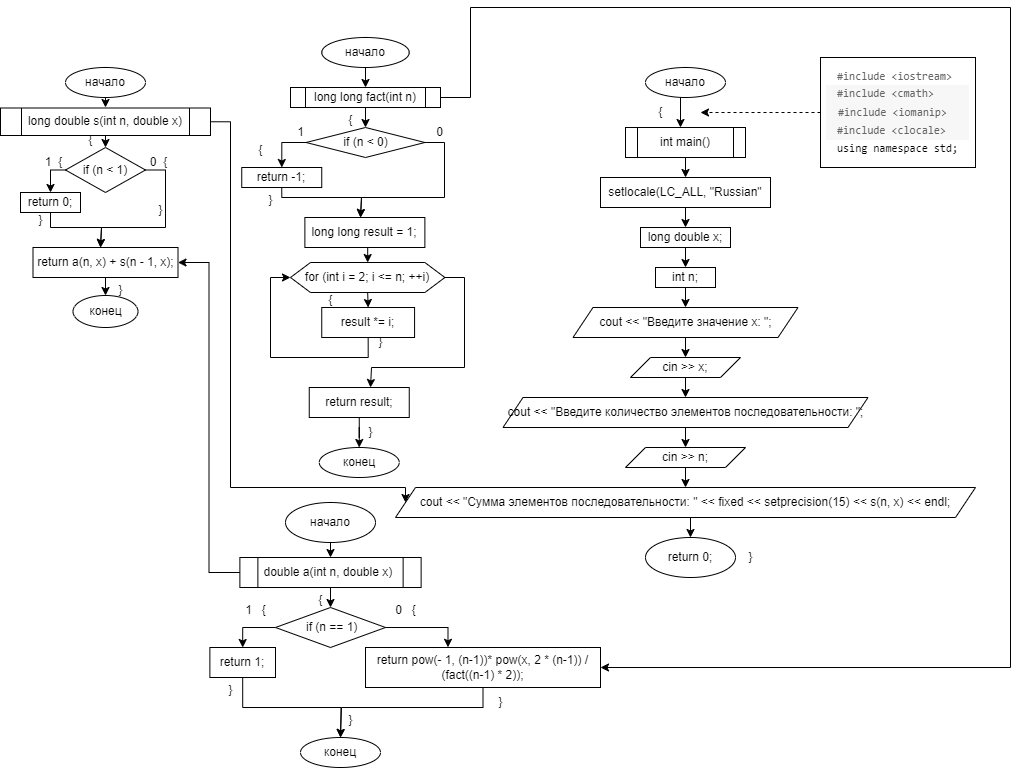 начало
long double s(int n, double x)
{
if (n < 1)
1 {
0 {
return 0;
}
}
return a(n, x) + s(n - 1, x);
}
конец
начало
long long fact(int n)
{
if (n < 0)
1
0
{
return -1;
}
long long result = 1;
for (int i = 2; i <= n; ++i)
{
result *= i;
}
return result;
}
конец
начало
{
int main()
#include <iostream>
#include <cmath>
#include <iomanip>
#include <clocale>
using namespace std;
setlocale(LC_ALL, "Russian"
long double x;
int n;
cout << "Введите значение x: ";
cin >> x;
cout << "Введите количество элементов последовательности: ";
cin >> n;
cout << "Сумма элементов последовательности: " << fixed << setprecision(15) << s(n, x) << endl;
return 0;
}
начало
double a(int n, double x)
{
if (n == 1)
1 {
0 {
return 1;
}
return pow(- 1, (n-1))* pow(x, 2 * (n-1)) /
(fact((n-1) * 2));
}
}
конец